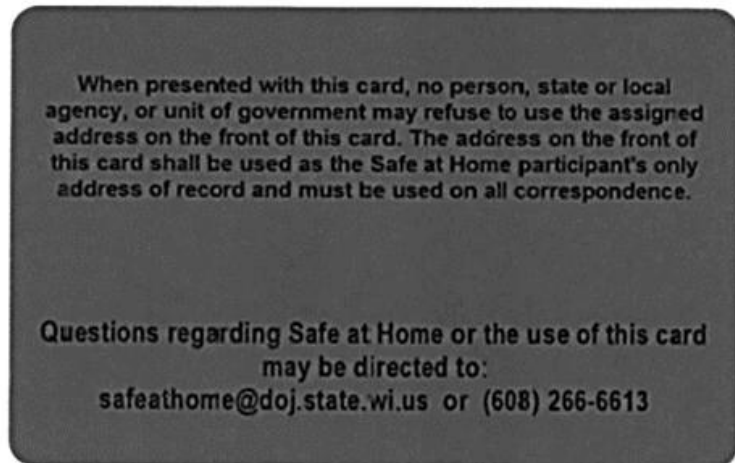 When presented with this card, no person, state or local
agency, or unit of government may refuse to use the assigned
address on the front of this card. The address on the front of
this card shall be used as the Safe at Home participant's only
address of record and must be used on all correspondence.
Questions regarding Safe at Home or the use of this card
may be directed to:
safeathome@doj.state.wi.us or (608) 266-6613